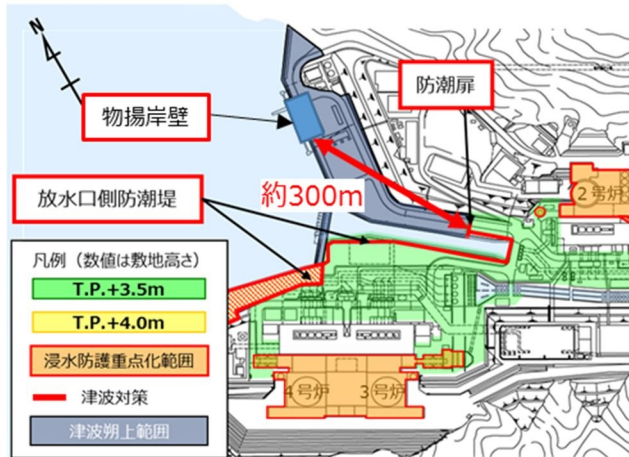 N
物揚岸壁
防潮扉
約300m
放水口側防潮堤
2号炉
凡例(数値は敷地高さ)
T.P.+3.5m
T.P.+4.0m
浸水防護重点化範囲
津波対策
津波遡上範囲
4号炉
3号炉